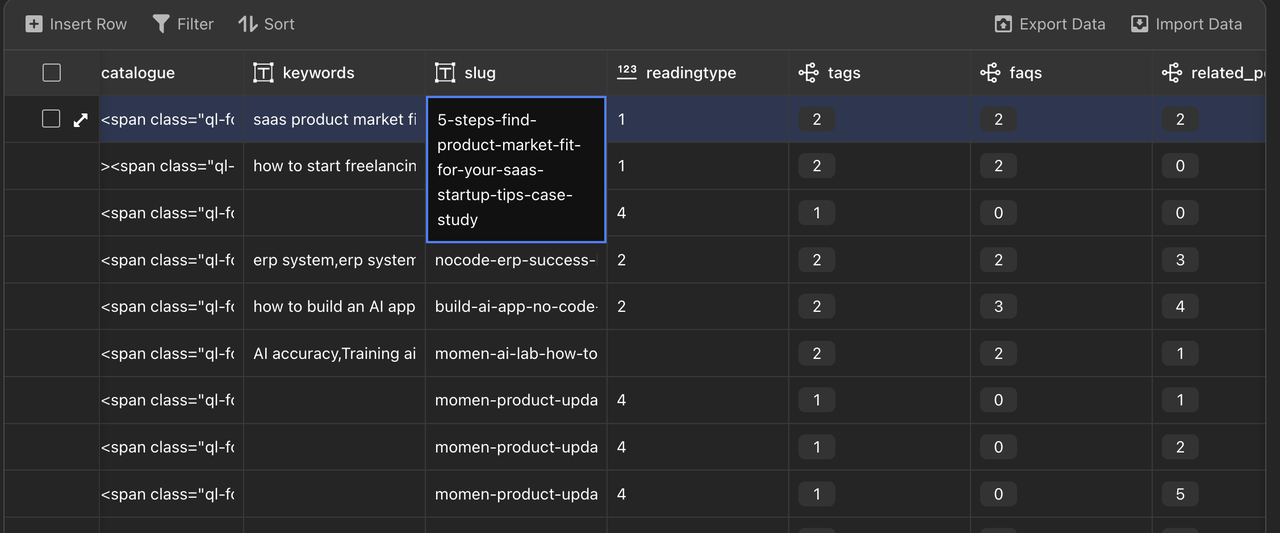 Insert Row Filter Sort Export Data Import Data
catalogue keywords slug 123 readingtype tags faqs related_p
<span class="ql-fo saas product market fi 5-steps-find- 1 2 2 2
product-market-fit-
for-your-saas-
startup-tips-case-
study
><span class="ql- how to start freelancin 1 2 2 0
<span class="ql-fo 4 1 0 0
<span class="ql-fo erp system,erp system nocode-erp-success- 2 2 2 3
<span class="ql-fo how to build an AI app build-ai-app-no-code- 2 2 3 4
<span class="ql-fo AI accuracy,Training ai momen-ai-lab-how-to 2 2 1
<span class="ql-fo momen-product-upda 4 1 0 1
<span class="ql-fo momen-product-upda 4 1 0 2
<span class="ql-fo momen-product-upda 4 1 0 5